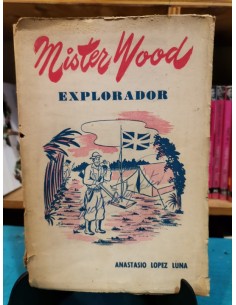 Mister Wood
EXPLORADOR
ANASTASIO LOPEZ LUNA